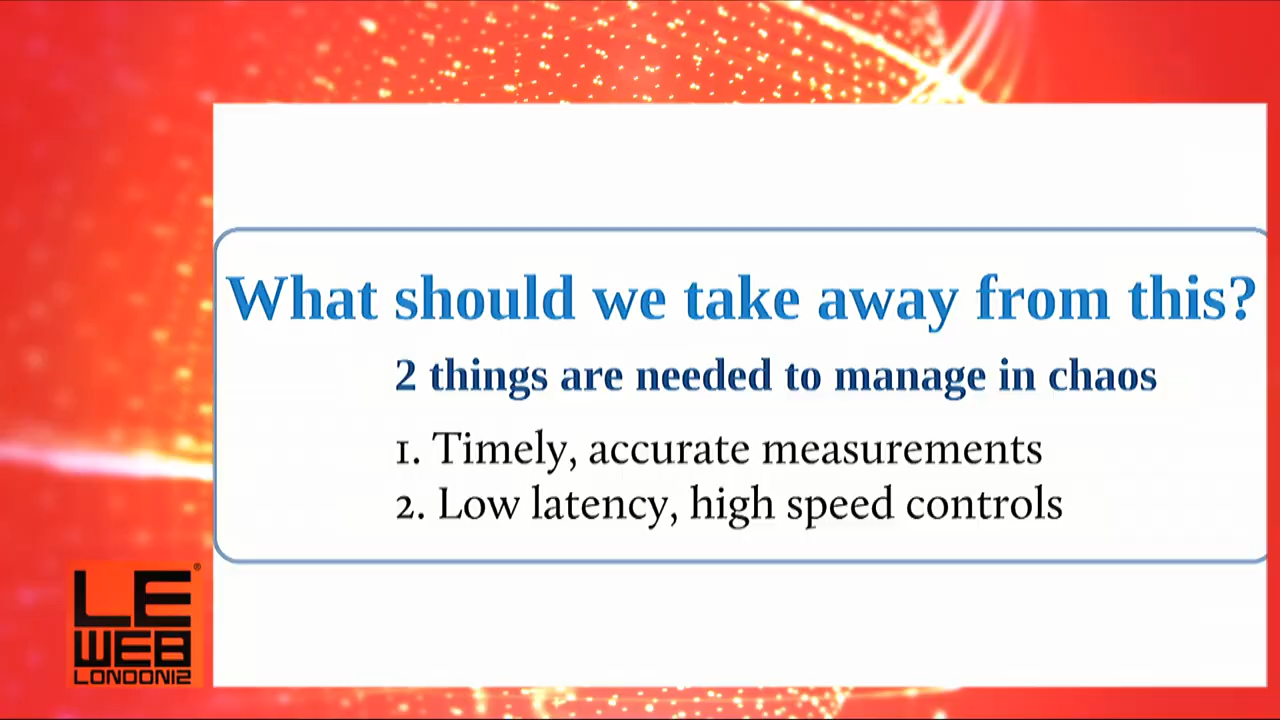 What should we take away from this?
2 things are needed to manage in chaos
1. Timely, accurate measurements
2. Low latency, high speed controls
LE®
WEB
LONDON12